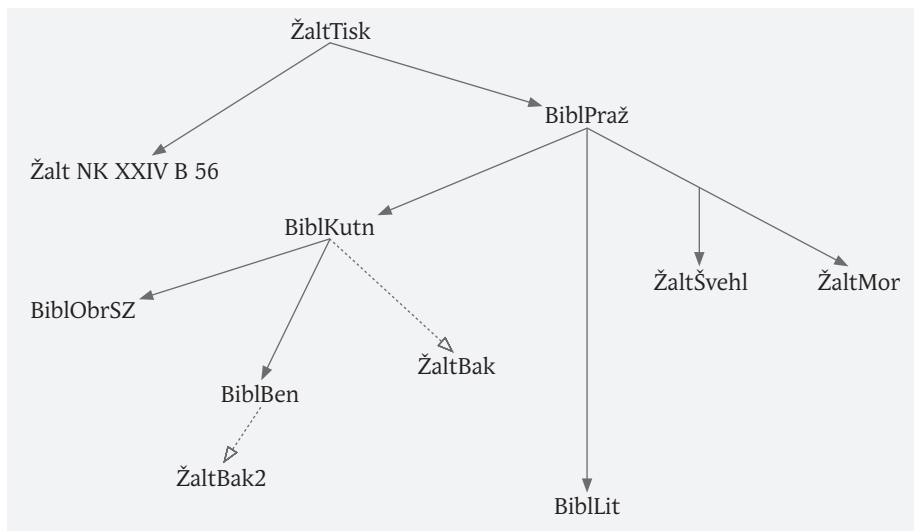 ŽaltTisk
BiblPraž
Žalt NK XXIV B 56
BiblKutn
ŽaltŠvehl
ŽaltMor
BiblObrSZ
ŽaltBak
BiblBen
ŽaltBak2
BiblLit